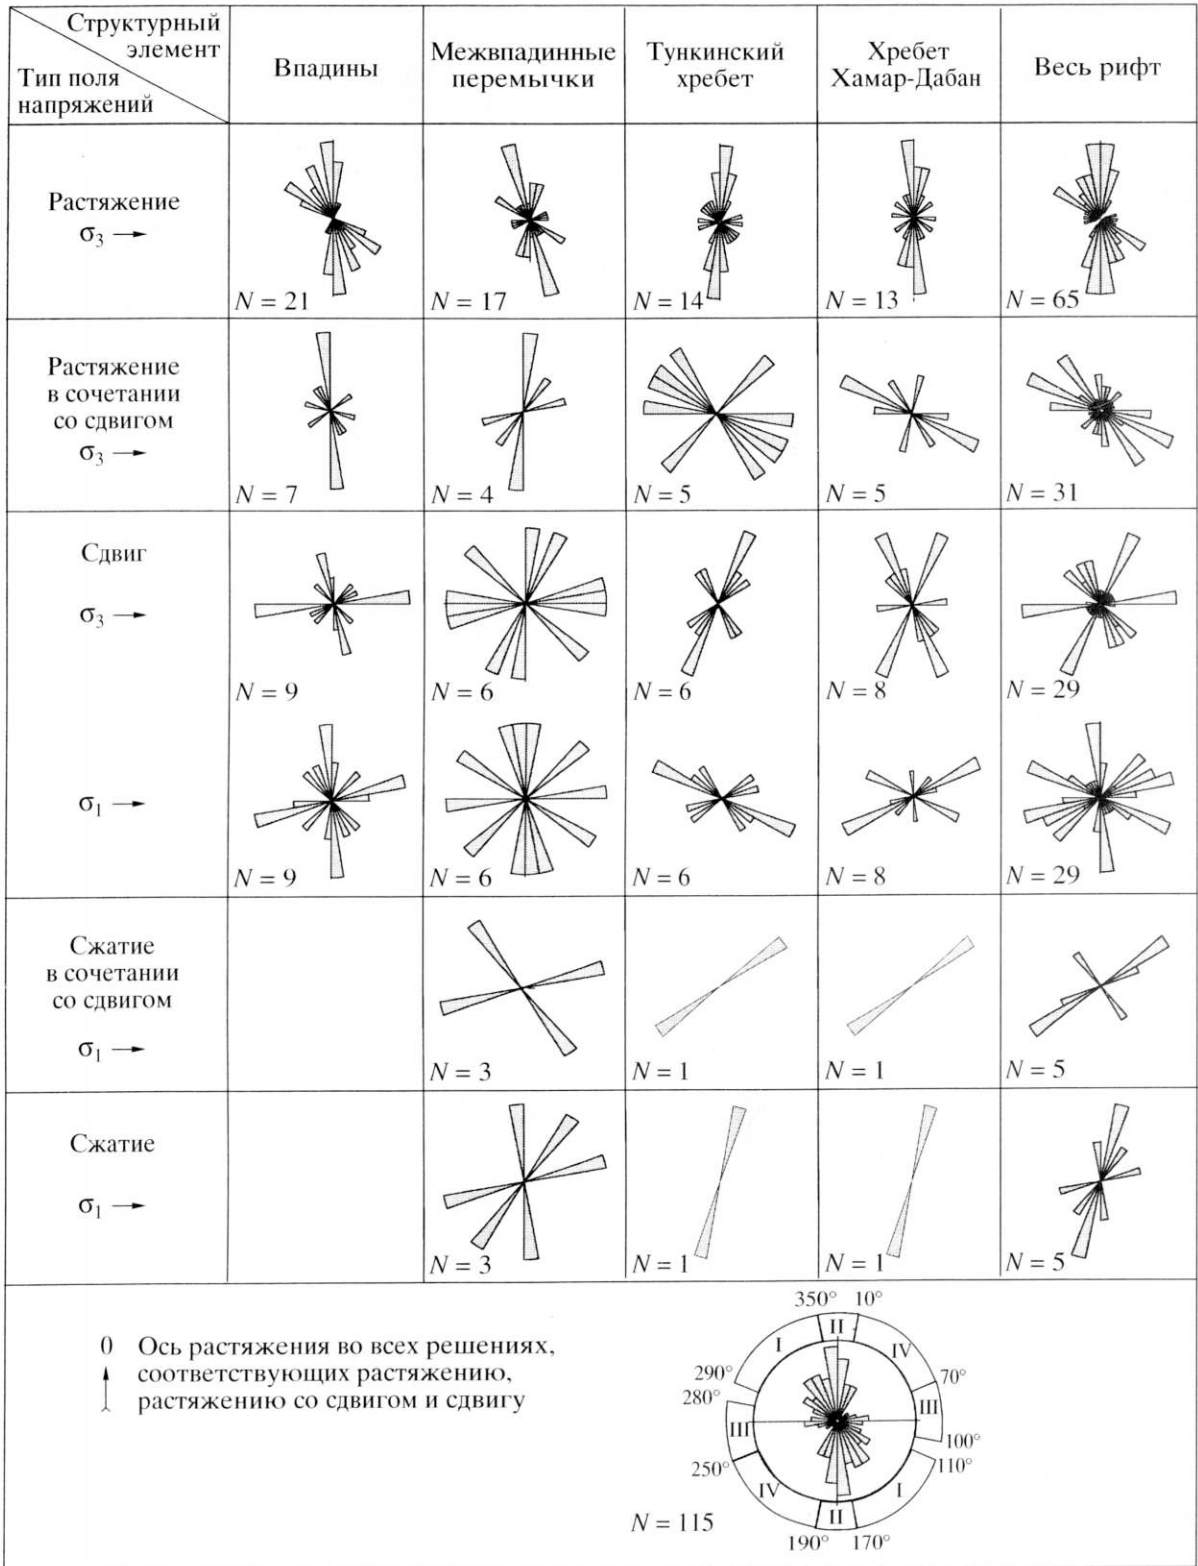 Структурный
элемент
Тип поля
напряжений
Впадины
Межвпадинные
перемычки
Тункинский
хребет
Хребет
Хамар-Дабан
Весь рифт
Растяжение
σ3 →
N = 21
N = 17
N = 14
N = 13
N = 65
Растяжение
в сочетании
со сдвигом
σ3 →
N = 7
N = 4
N = 5
N = 5
N = 31
Сдвиг
σ3 →
N = 9
N = 6
N = 6
N = 8
N = 29
σ1 →
N = 9
N = 6
N = 6
N = 8
N = 29
Сжатие
в сочетании
со сдвигом
σ1 →
N = 3
N = 1
N = 1
N = 5
Сжатие
σ1 →
N = 3
N = 1
N = 1
N = 5
0 Ось растяжения во всех решениях,
соответствующих растяжению,
растяжению со сдвигом и сдвигу
350° 10°
II
I
IV
290°
70°
280°
III
III
100°
250°
110°
IV
I
II
N = 115
190° 170°